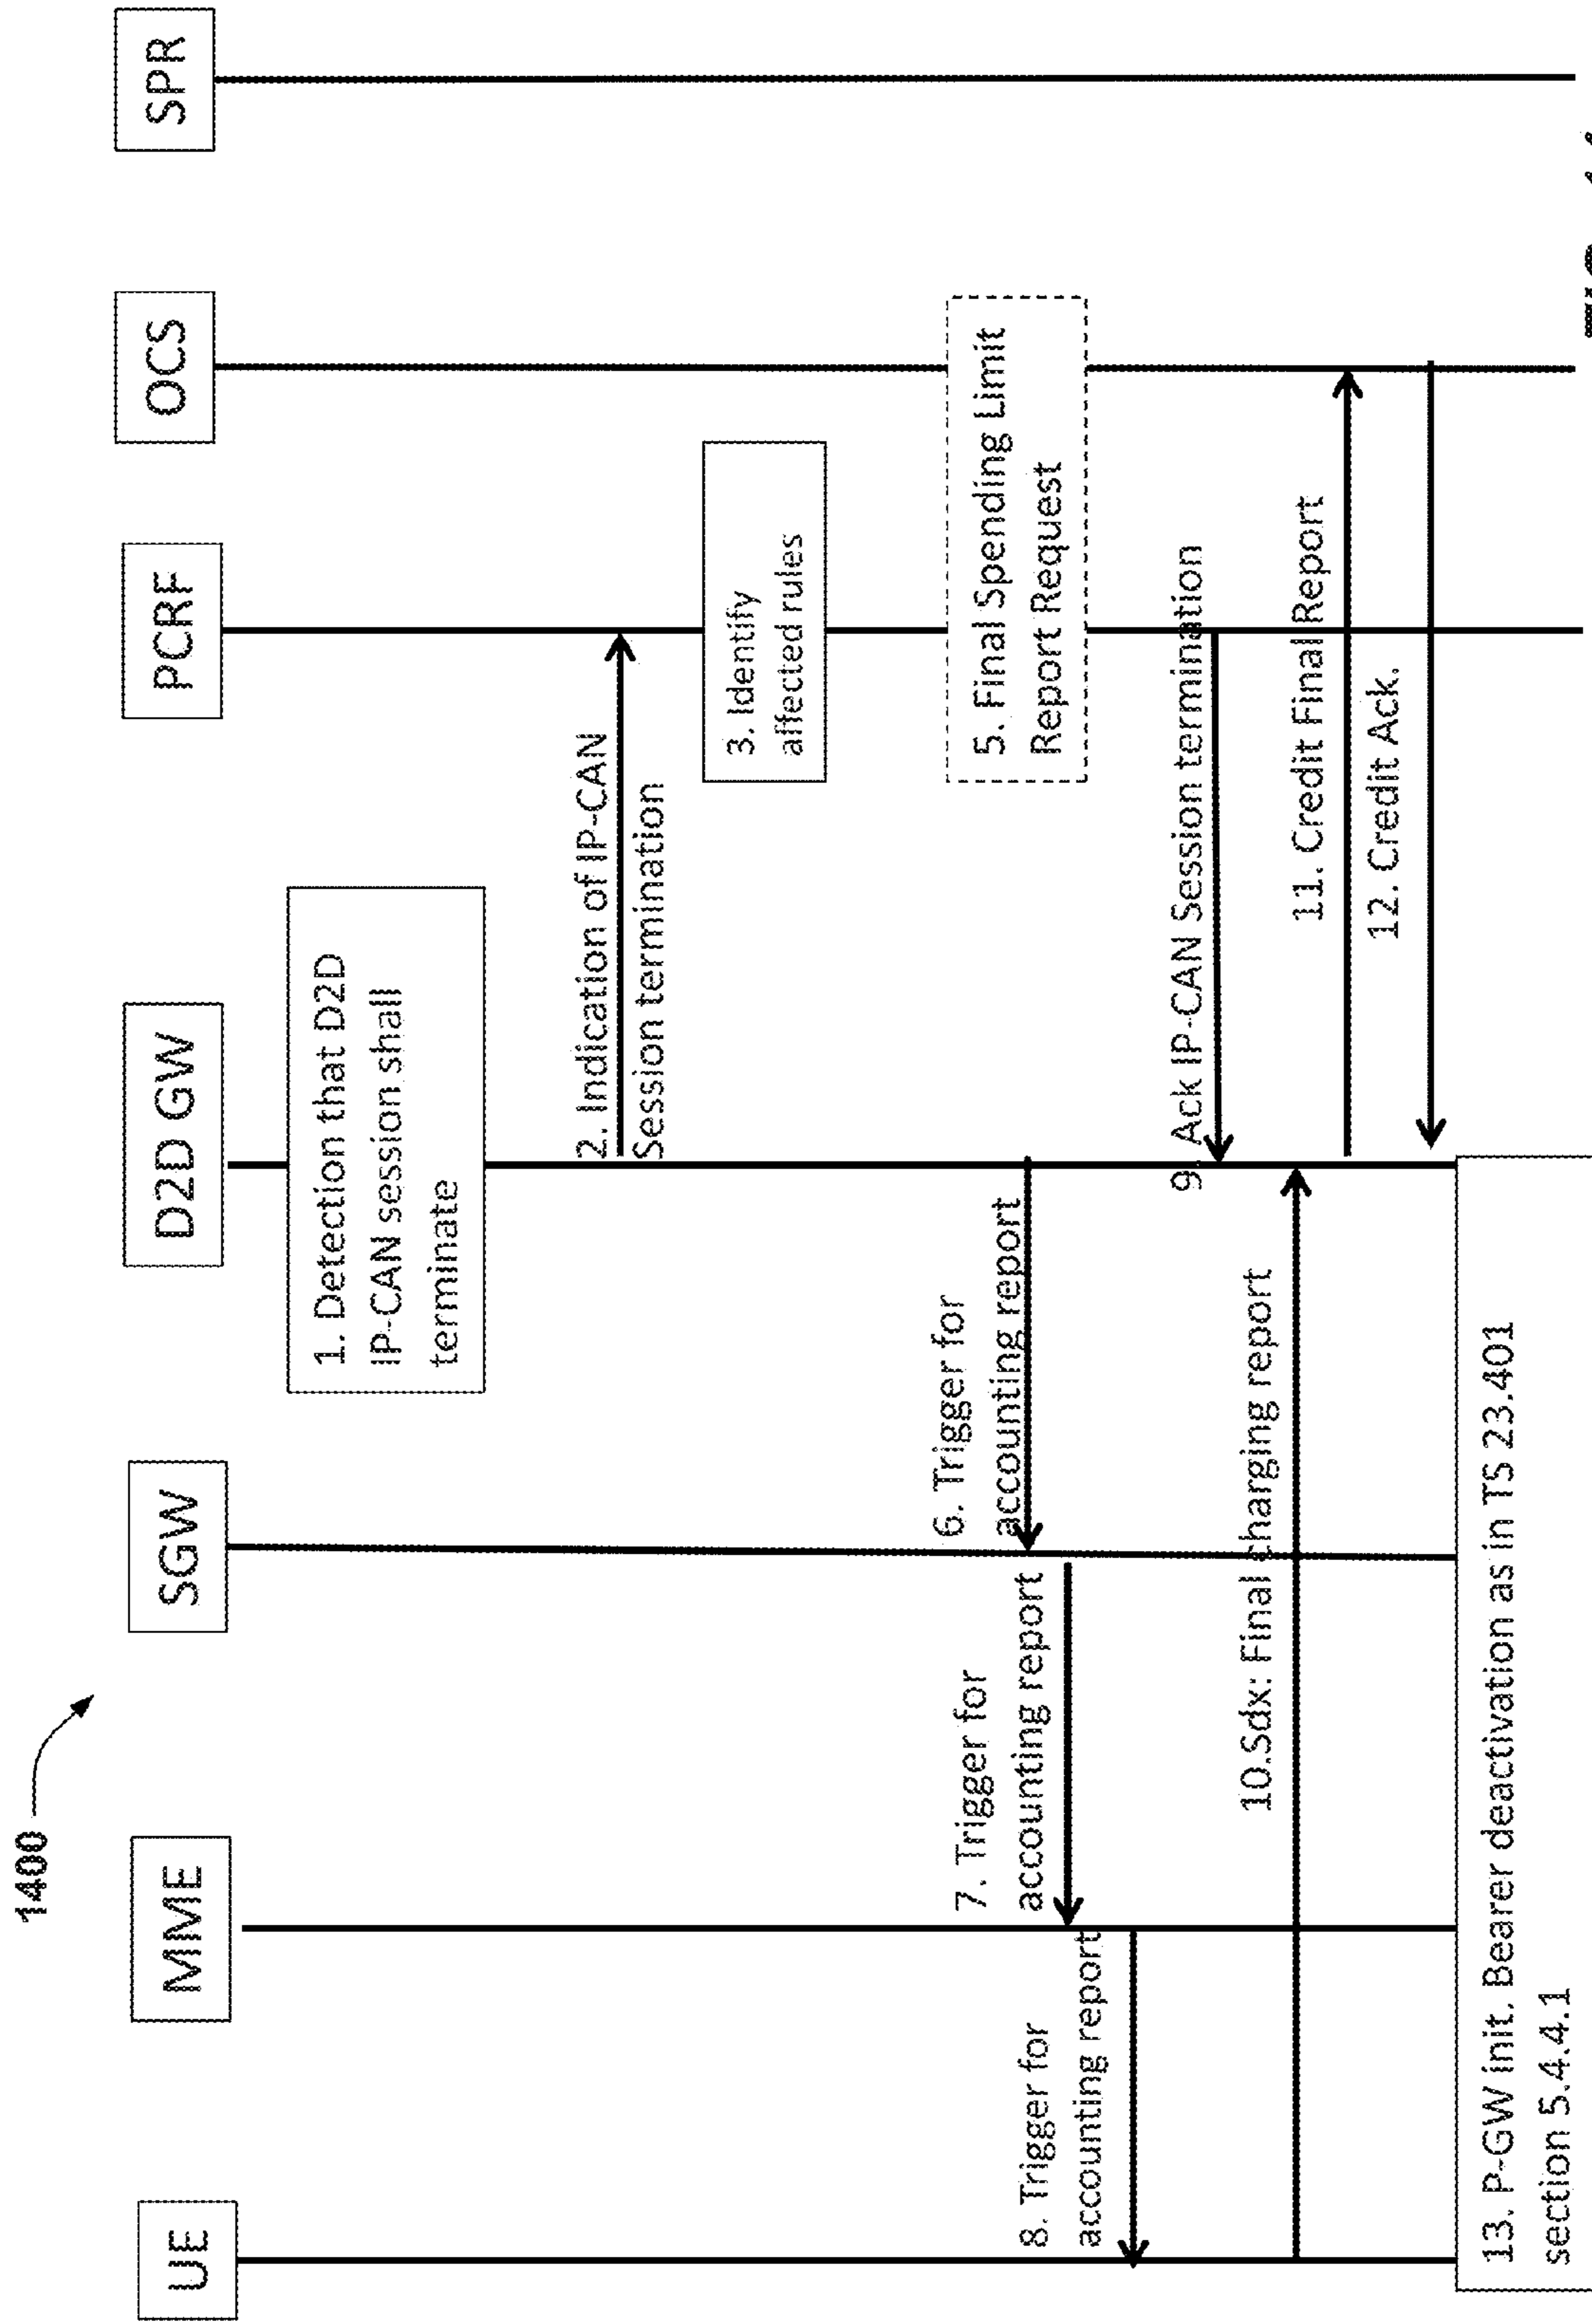 1400
UE
MME
SGW
D2D GW
PCRF
OCS
SPR
1. Detection that D2D
IP-CAN session shall
terminate
2. Indication of IP-CAN
Session termination
3. Identify
affected rules
5. Final Spending Limit
Report Request
6. Trigger for
accounting report
7. Trigger for
accounting report
8. Trigger for
accounting report
9. Ack IP-CAN Session termination
10.Sdx: Final charging report
11. Credit Final Report
12. Credit Ack.
13. P-GW init. Bearer deactivation as in TS 23.401
section 5.4.4.1